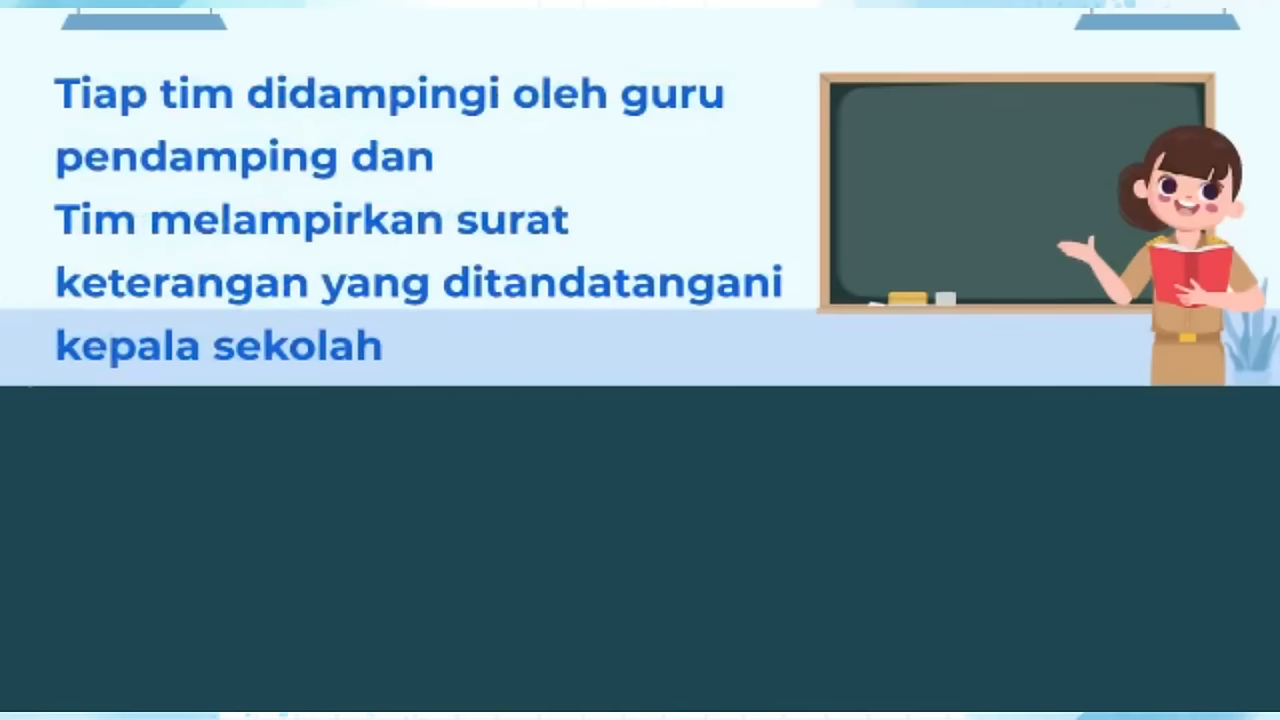 Tiap tim didampingi oleh guru
pendamping dan
Tim melampirkan surat
keterangan yang ditandatangani
kepala sekolah